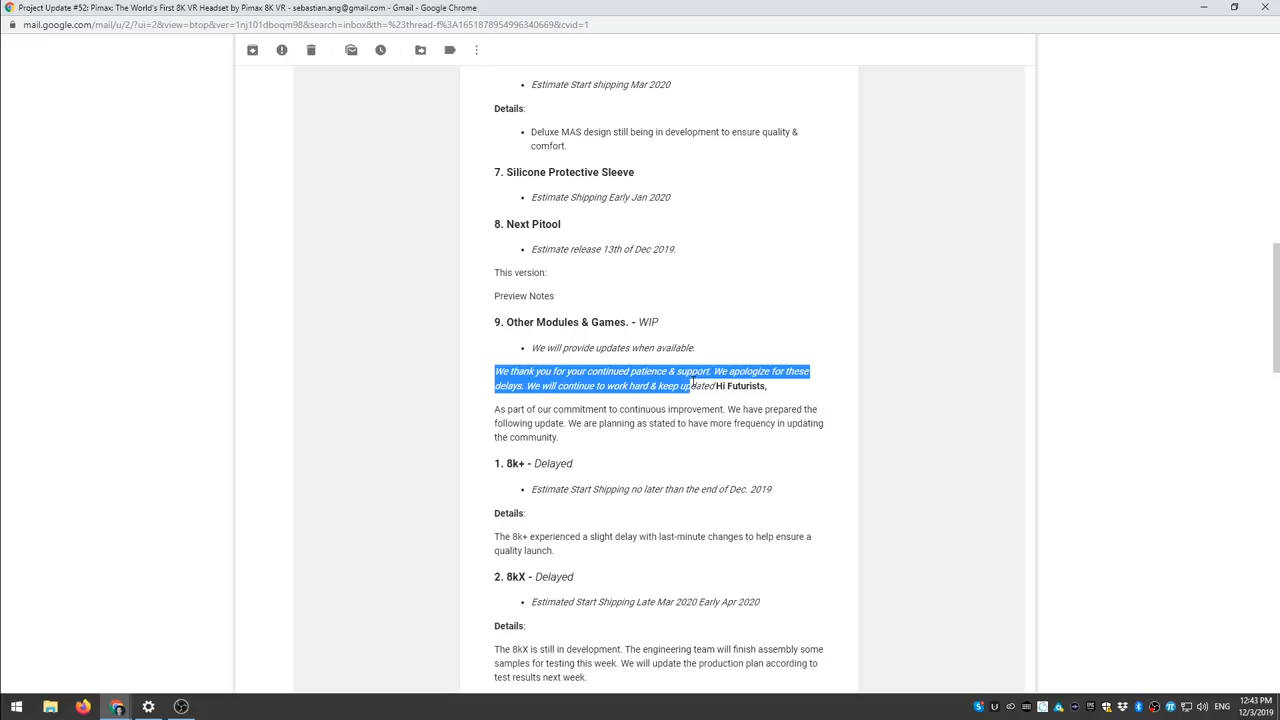 Project Update #52: Pimax: The World's First 8K VR Headset by Pimax 8K VR - sebastian.ang@gmail.com - Gmail - Google Chrome
mail.google.com/mail/u/2/?ui=2&view=btop&ver=1nj101dboqm98&search=inbox&th=%23thread-f%3A1651878954996340669&cvid=1
• Estimate Start shipping Mar 2020
Details:
• Deluxe MAS design still being in development to ensure quality &
comfort.
7. Silicone Protective Sleeve
• Estimate Shipping Early Jan 2020
8. Next Pitool
• Estimate release 13th of Dec 2019.
This version:
Preview Notes
9. Other Modules & Games. - WIP
• We will provide updates when available.
We thank you for your continued patience & support. We apologize for these
delays. We will continue to work hard & keep updated Hi Futurists,
As part of our commitment to continuous improvement. We have prepared the
following update. We are planning as stated to have more frequency in updating
the community.
1. 8k+ - Delayed
• Estimate Start Shipping no later than the end of Dec. 2019
Details:
The 8k+ experienced a slight delay with last-minute changes to help ensure a
quality launch.
2. 8kX - Delayed
• Estimated Start Shipping Late Mar 2020 Early Apr 2020
Details:
The 8kX is still in development. The engineering team will finish assembly some
samples for testing this week. We will update the production plan according to
test results next week.
ENG
12:43 PM
12/3/2019